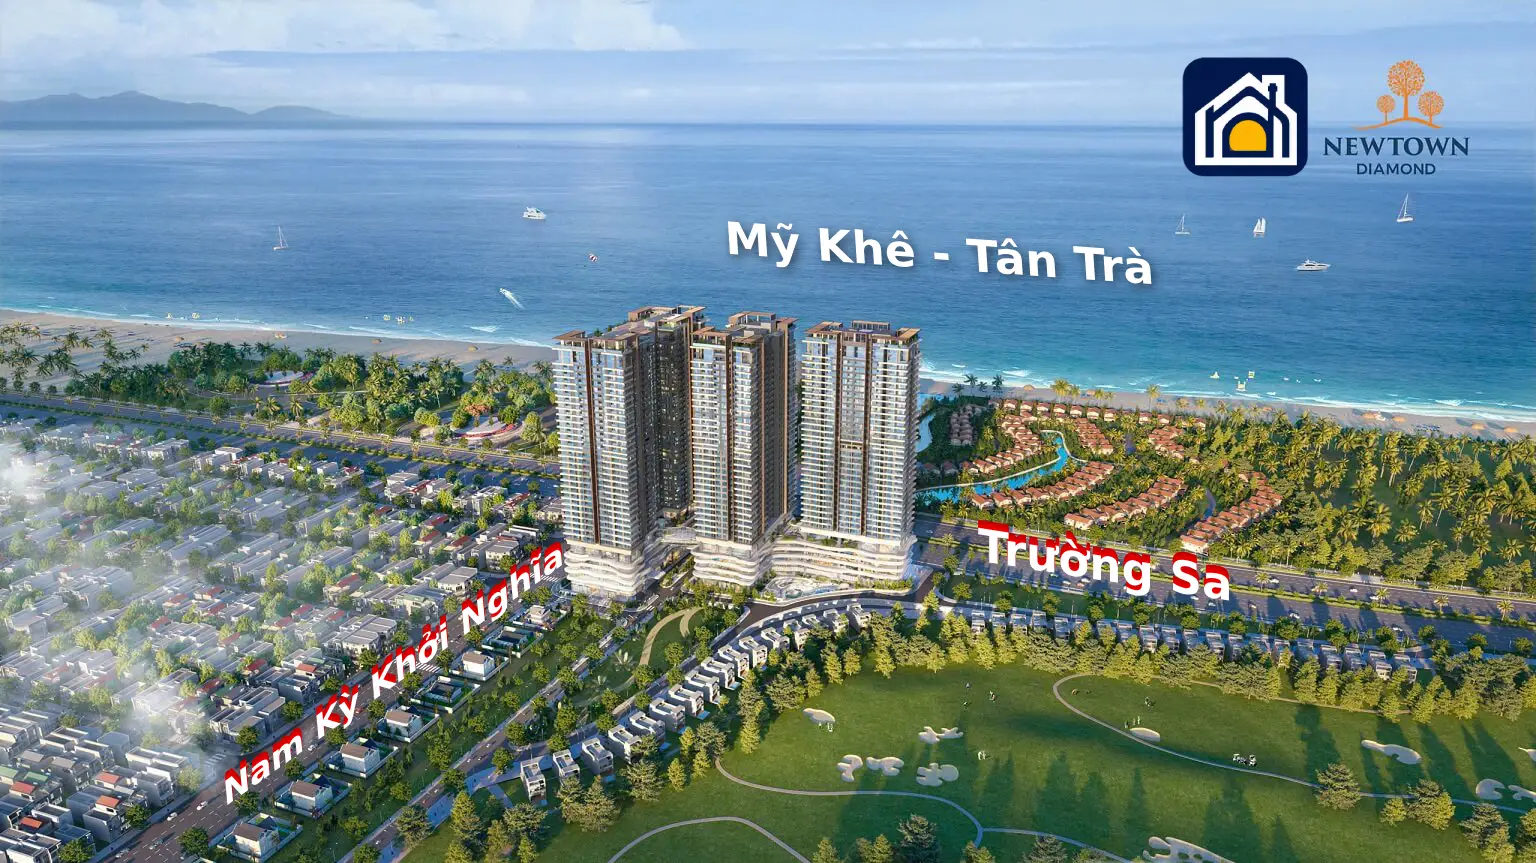 NEWTOWN
DIAMOND
Mỹ Khê - Tân Trà
Trường Sa
Nam Kỳ Khởi Nghĩa